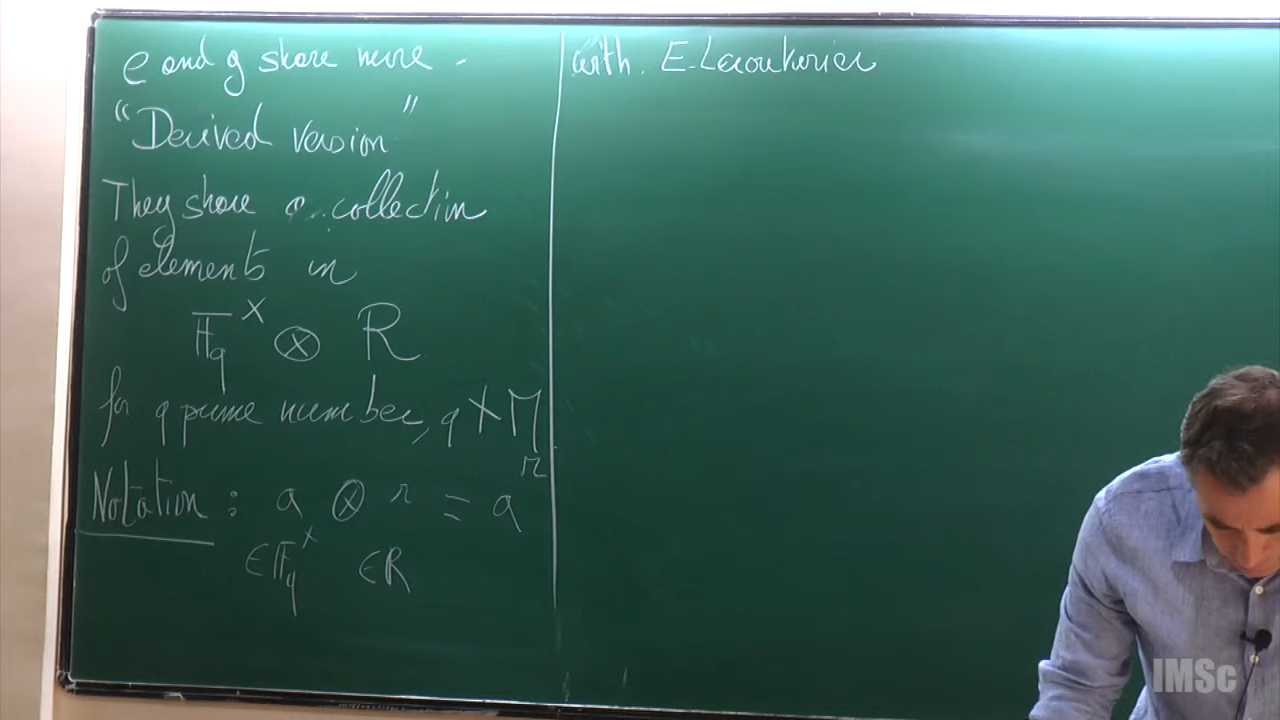 e and g share more.
"Derived version"
They share a collection
of elements in
F̄_q^× ⊗ R
for q prime number, q ∤ M
Notation : a ⊗ r = a^r
∈ F_q^× ∈ R
with. E. Lecouturier
IMSc